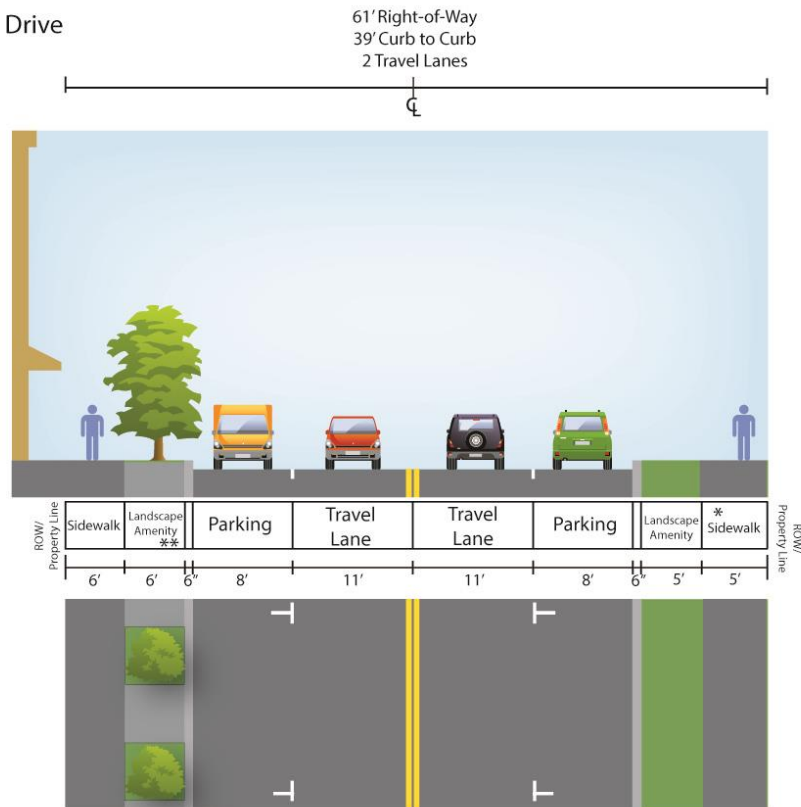 Drive
61' Right-of-Way
39' Curb to Curb
2 Travel Lanes
℄
ROW/
Property Line
Sidewalk
Landscape
Amenity
**
Parking
Travel
Lane
Travel
Lane
Parking
Landscape
Amenity
*
Sidewalk
Property Line
ROW/
6' 6' 6" 8' 11' 11' 8' 6" 5' 5'